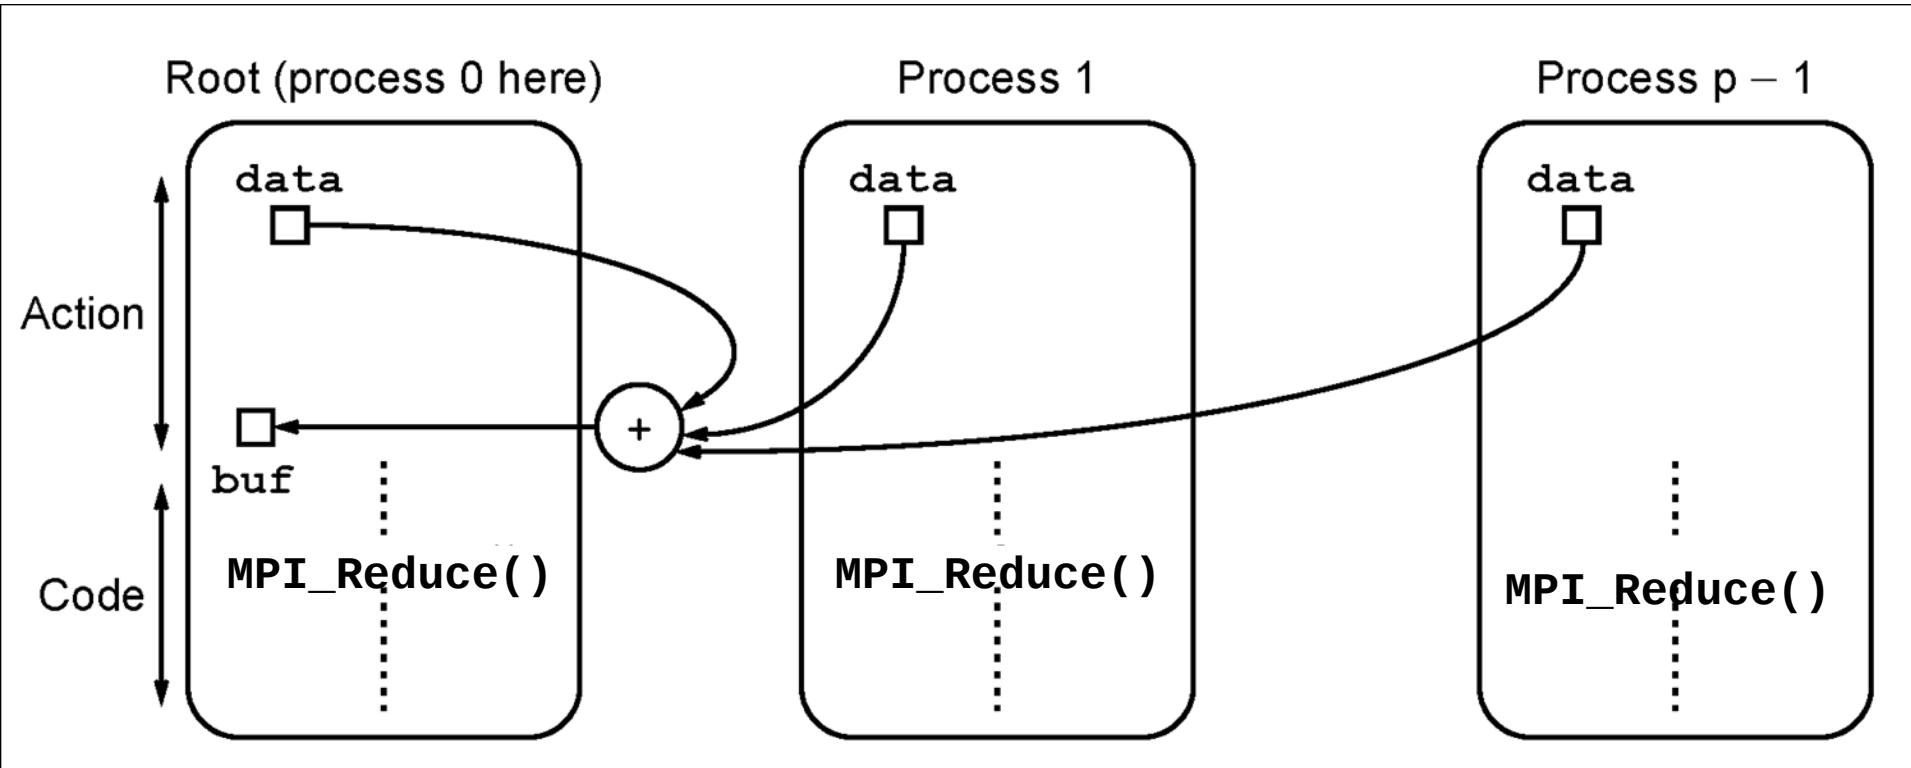 Root (process 0 here)
Process 1
Process p − 1
data
data
data
Action
+
buf
MPI_Reduce()
MPI_Reduce()
MPI_Reduce()
Code